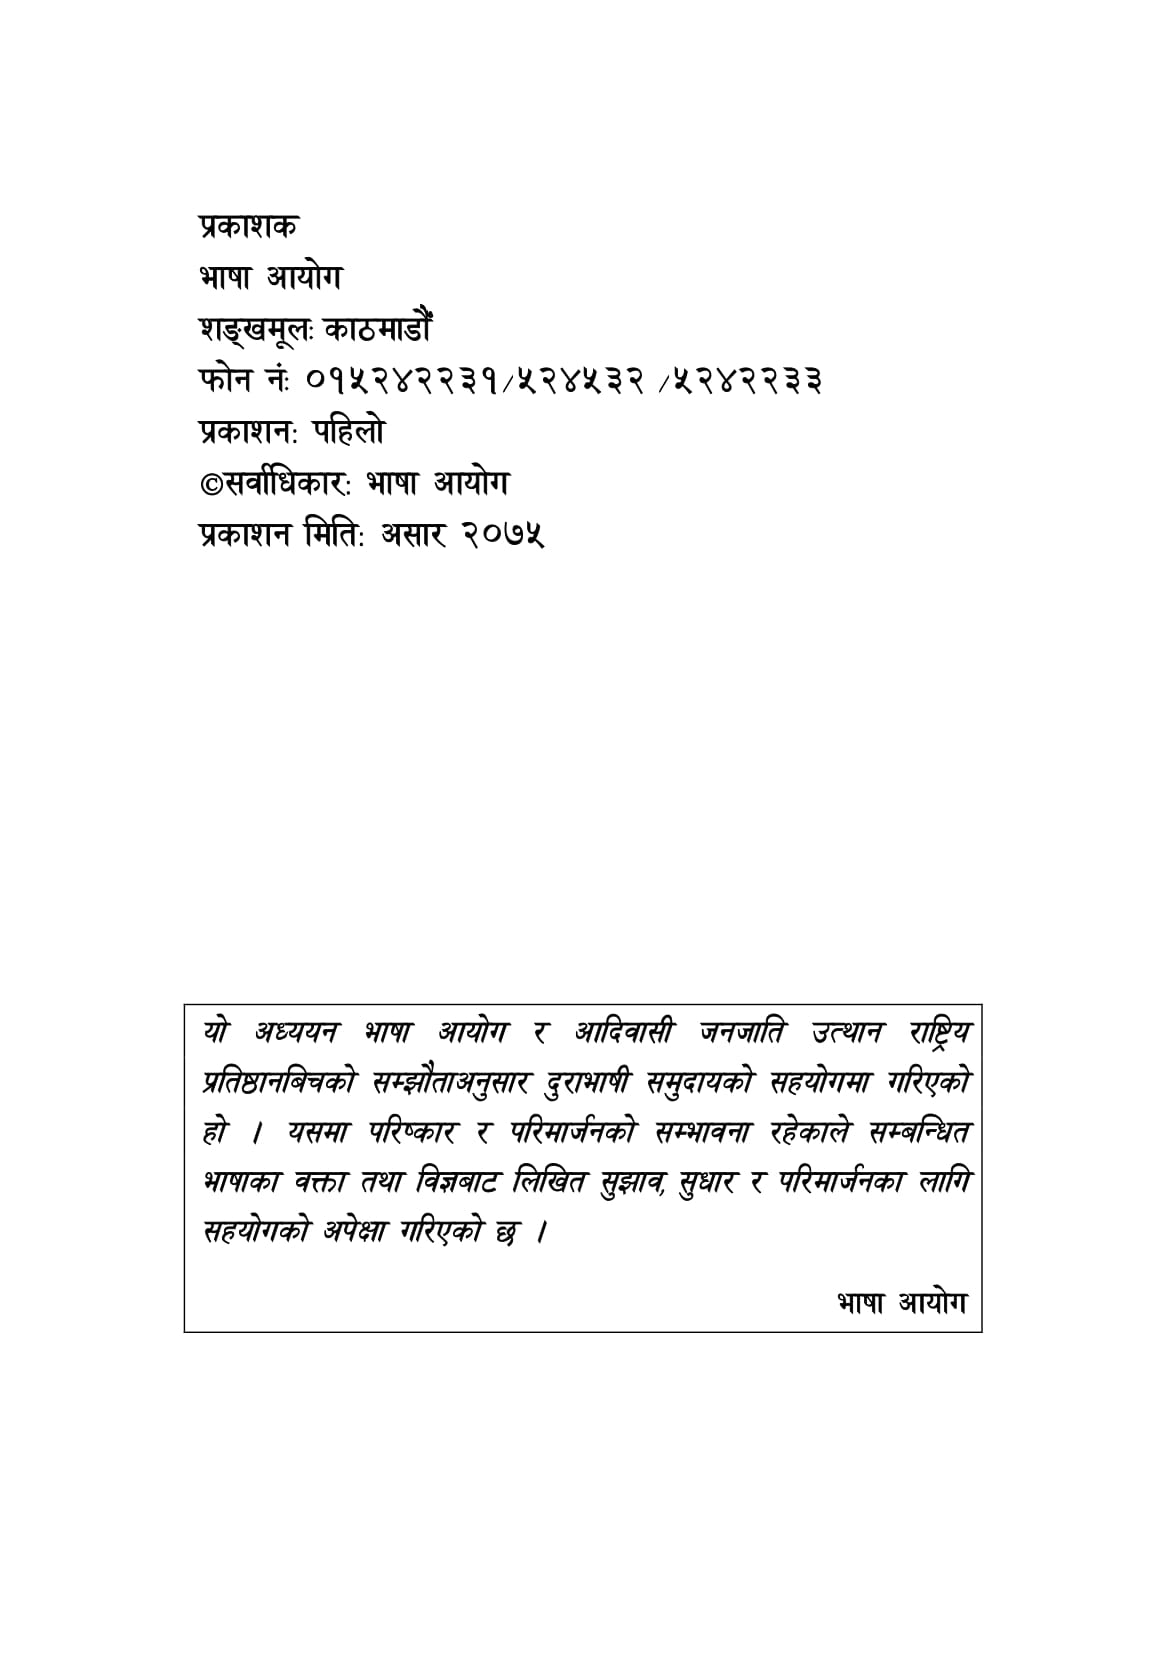 प्रकाशक
भाषा आयोग
शङ्खमूलः काठमाडौं
फोन नंः ०१५२४२२३१/५२४५३२ /५२४२२३३
प्रकाशन: पहिलो
©सर्वाधिकार: भाषा आयोग
प्रकाशन मिति: असार २०७५
यो अध्ययन भाषा आयोग र आदिवासी जनजाति उत्थान राष्ट्रिय
प्रतिष्ठानबिचको सम्झौताअनुसार दुराभाषी समुदायको सहयोगमा गरिएको
हो । यसमा परिष्कार र परिमार्जनको सम्भावना रहेकाले सम्बन्धित
भाषाका वक्ता तथा विज्ञबाट लिखित सुझाव, सुधार र परिमार्जनका लागि
सहयोगको अपेक्षा गरिएको छ ।
भाषा आयोग